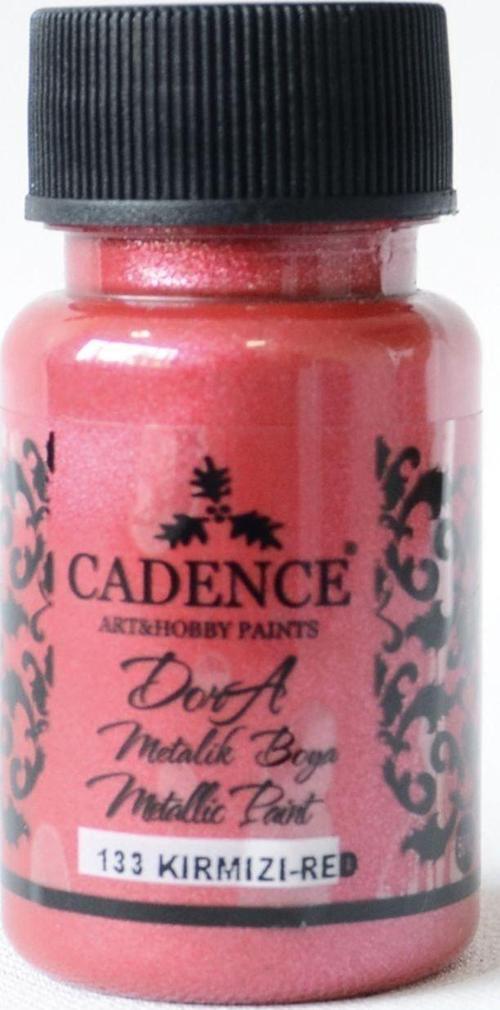 CADENCE®
ART&HOBBY PAINTS
DorA
Metalik Boya
Metallic Paint
133 KIRMIZI-RED